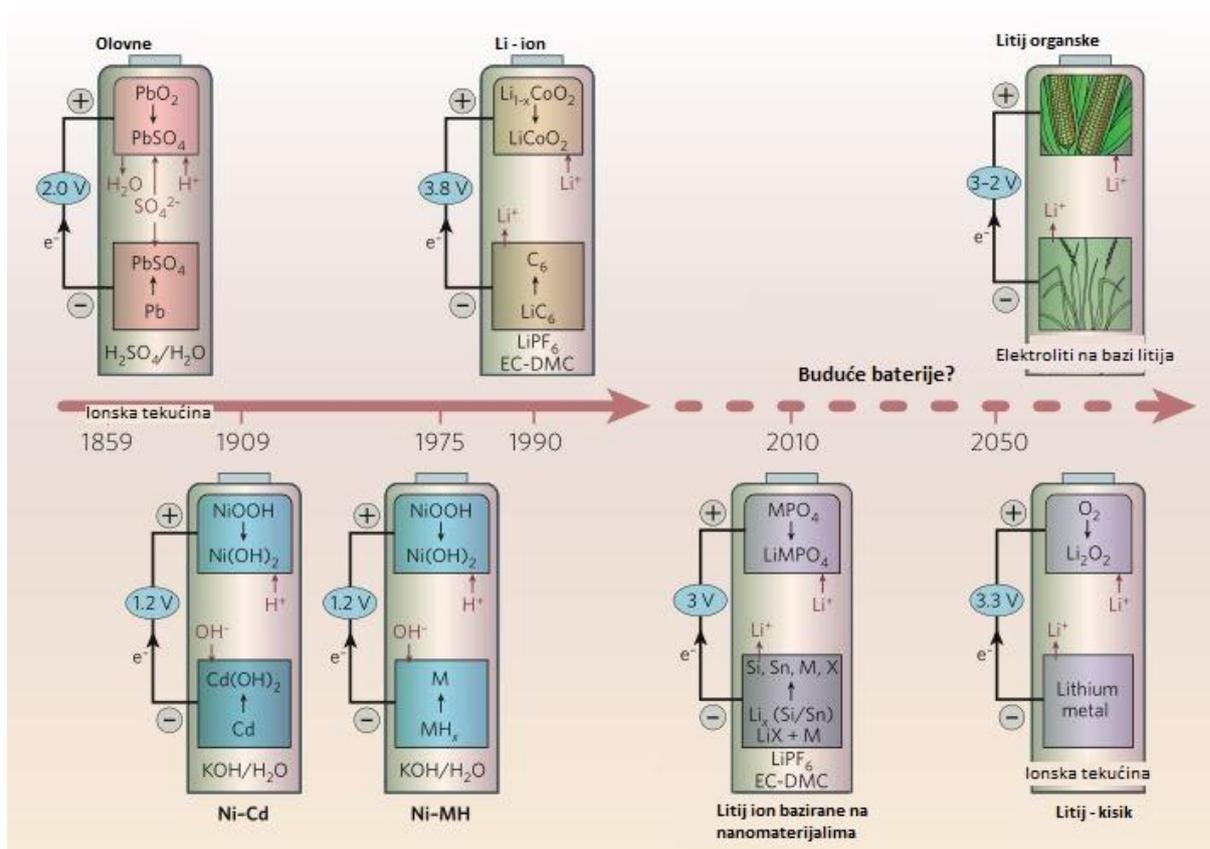 Olovne
+
PbO₂
PbSO₄
H₂O
H⁺
SO₄²⁻
2.0 V
e⁻
PbSO₄
Pb
−
H₂SO₄/H₂O
Li - ion
+
Li₁₋ₓCoO₂
LiCoO₂
Li⁺
3.8 V
Li⁺
e⁻
C₆
LiC₆
−
LiPF₆
EC-DMC
Litij organske
+
Li⁺
3-2 V
Li⁺
e⁻
−
Elektroliti na bazi litija
Buduće baterije?
Ionska tekućina
1859
1909
1975
1990
2010
2050
+
NiOOH
Ni(OH)₂
H⁺
1.2 V
OH⁻
e⁻
Cd(OH)₂
Cd
−
KOH/H₂O
Ni-Cd
+
NiOOH
Ni(OH)₂
H⁺
1.2 V
OH⁻
e⁻
M
MHₓ
−
KOH/H₂O
Ni-MH
+
MPO₄
LiMPO₄
Li⁺
3 V
Li⁺
e⁻
Si, Sn, M, X
Liₓ (Si/Sn)
LiX + M
−
LiPF₆
EC-DMC
Litij ion bazirane na
nanomaterijalima
+
O₂
Li₂O₂
Li⁺
3.3 V
Li⁺
e⁻
Lithium
metal
−
Ionska tekućina
Litij - kisik